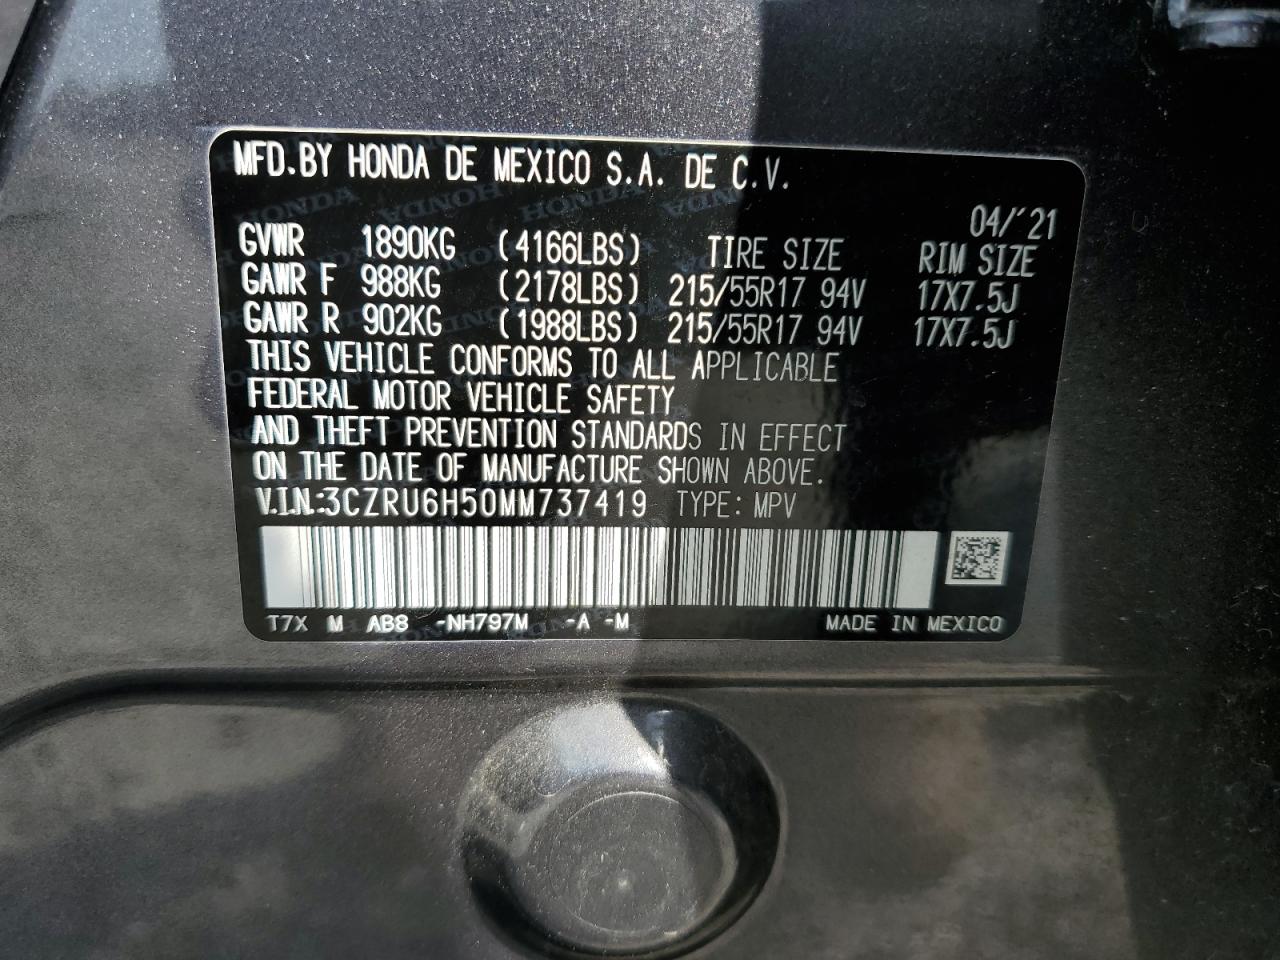 MFD.BY HONDA DE MEXICO S.A. DE C.V.
04/'21
GVWR 1890KG (4166LBS) TIRE SIZE RIM SIZE
GAWR F 988KG (2178LBS) 215/55R17 94V 17X7.5J
GAWR R 902KG (1988LBS) 215/55R17 94V 17X7.5J
THIS VEHICLE CONFORMS TO ALL APPLICABLE
FEDERAL MOTOR VEHICLE SAFETY
AND THEFT PREVENTION STANDARDS IN EFFECT
ON THE DATE OF MANUFACTURE SHOWN ABOVE.
V.I.N.:3CZRU6H50MM737419 TYPE: MPV
T7X M AB8 -NH797M -A -M MADE IN MEXICO